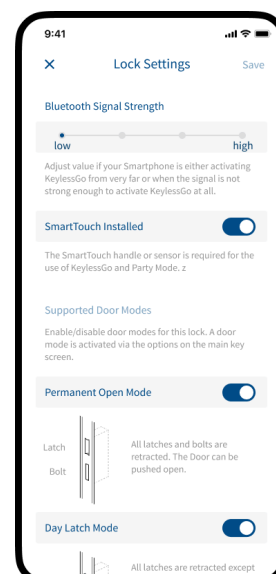 9:41
Lock Settings
Save
Bluetooth Signal Strength
low
high
Adjust value if your Smartphone is either activating
KeylessGo from very far or when the signal is not
strong enough to activate KeylessGo at all.
SmartTouch Installed
The SmartTouch handle or sensor is required for the
use of KeylessGo and Party Mode. z
Supported Door Modes
Enable/disable door modes for this lock. A door
mode is activated via the options on the main key
screen.
Permanent Open Mode
Latch
Bolt
All latches and bolts are
retracted. The Door can be
pushed open.
Day Latch Mode
All latches are retracted except